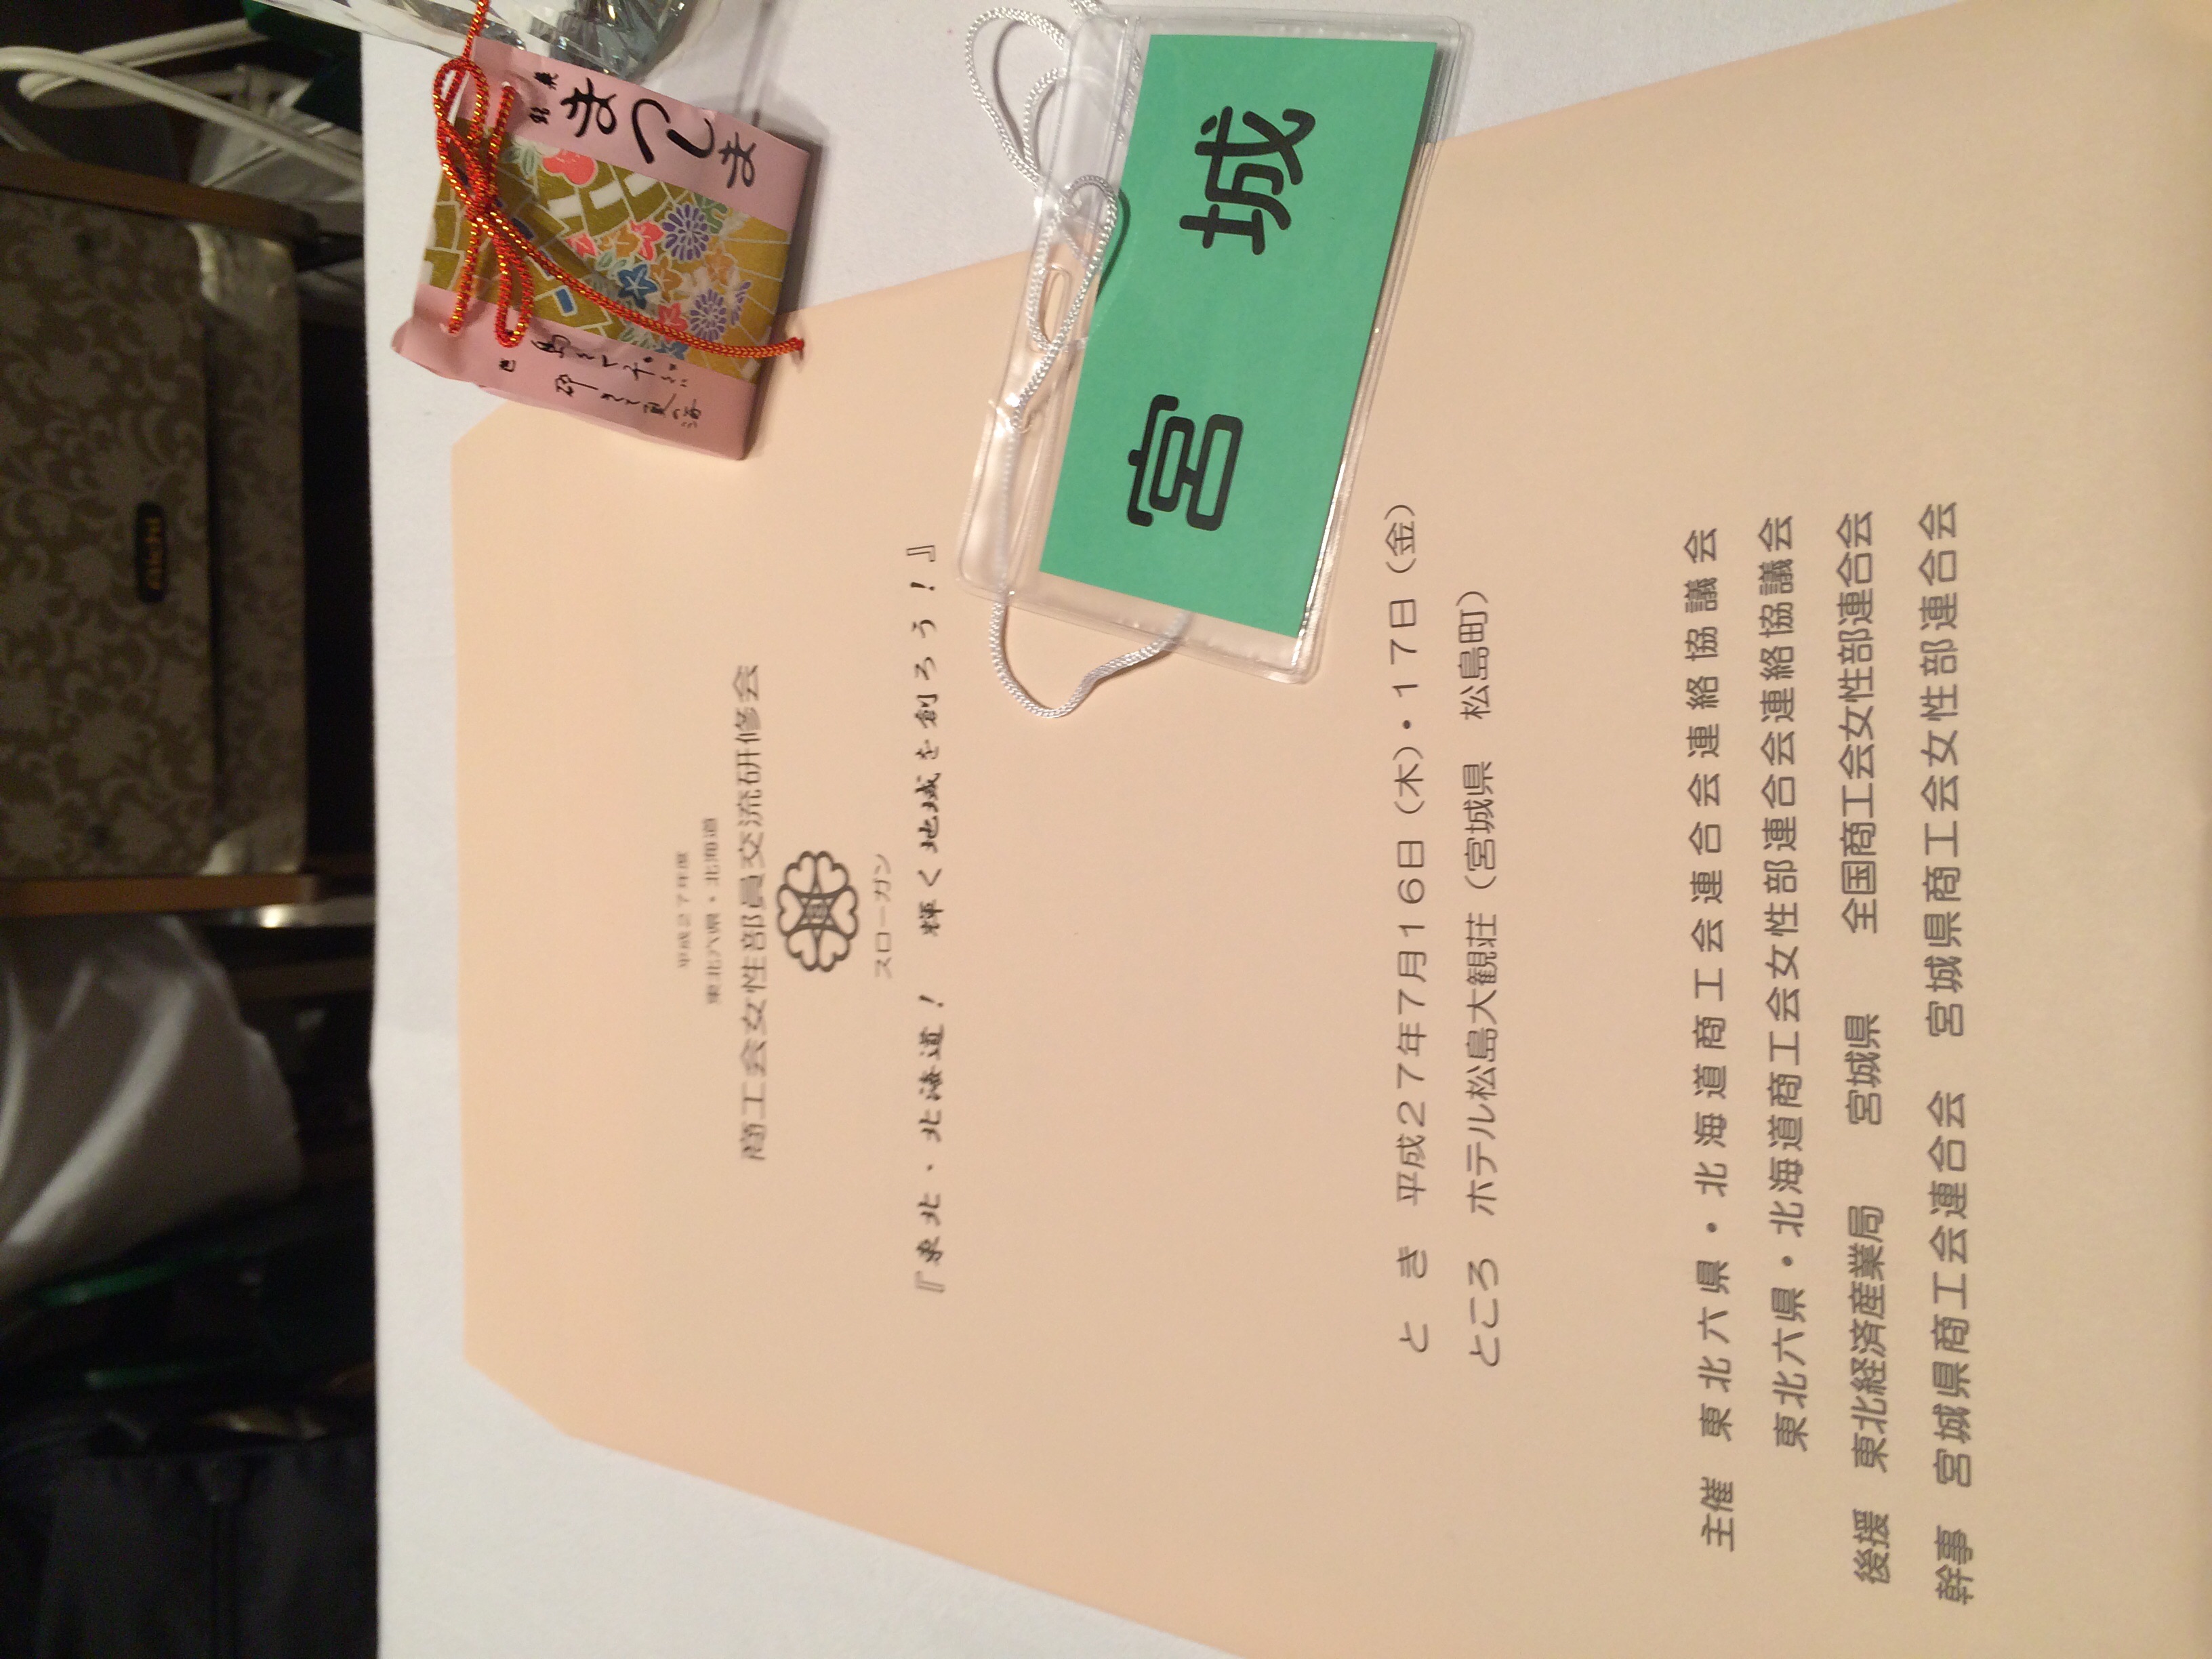 平成27年度
東北六県・北海道
商工会女性部員交流研修会
スローガン
『東北・北海道!　輝く地域を創ろう!』
とき　平成27年7月16日(木)・17日(金)
ところ　ホテル松島大観荘(宮城県　松島町)
主催　東北六県・北海道商工会連合会連絡協議会
東北六県・北海道商工会女性部連合会連絡協議会
後援　東北経済産業局　宮城県　全国商工会女性部連合会
幹事　宮城県商工会連合会　宮城県商工会女性部連合会
宮城
まつしま